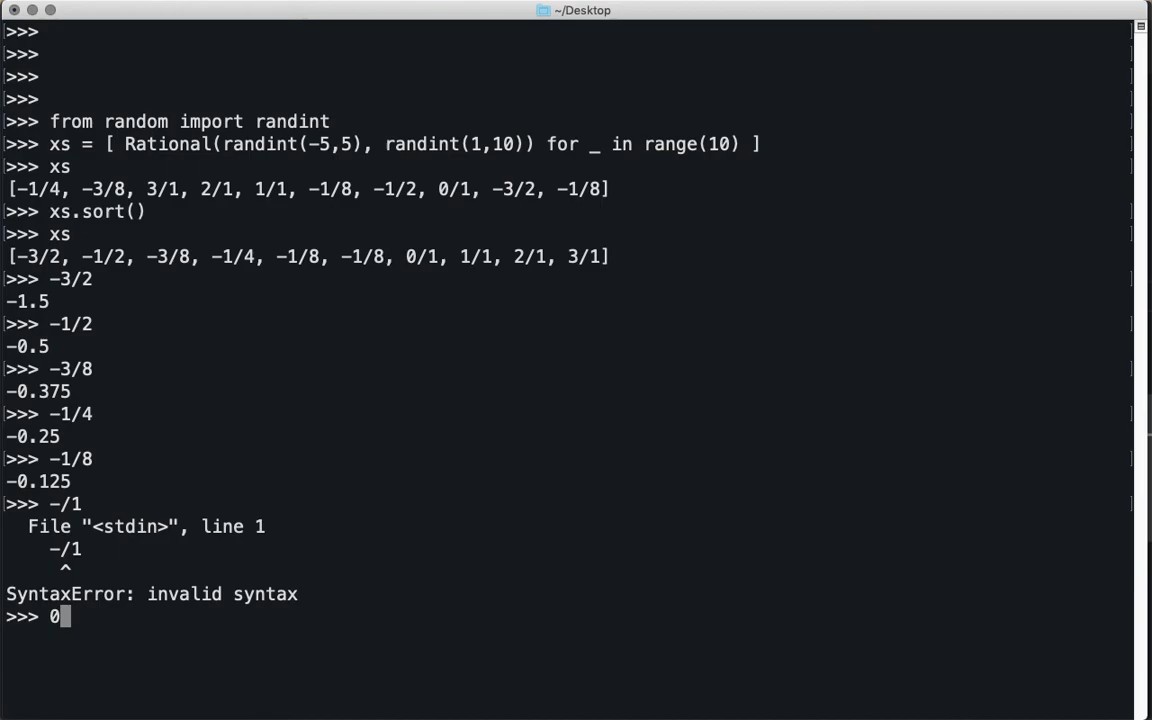 ~/Desktop
>>>
>>>
>>>
>>>
>>> from random import randint
>>> xs = [ Rational(randint(-5,5), randint(1,10)) for _ in range(10) ]
>>> xs
[-1/4, -3/8, 3/1, 2/1, 1/1, -1/8, -1/2, 0/1, -3/2, -1/8]
>>> xs.sort()
>>> xs
[-3/2, -1/2, -3/8, -1/4, -1/8, -1/8, 0/1, 1/1, 2/1, 3/1]
>>> -3/2
-1.5
>>> -1/2
-0.5
>>> -3/8
-0.375
>>> -1/4
-0.25
>>> -1/8
-0.125
>>> -/1
  File "<stdin>", line 1
    -/1
     ^
SyntaxError: invalid syntax
>>> 0